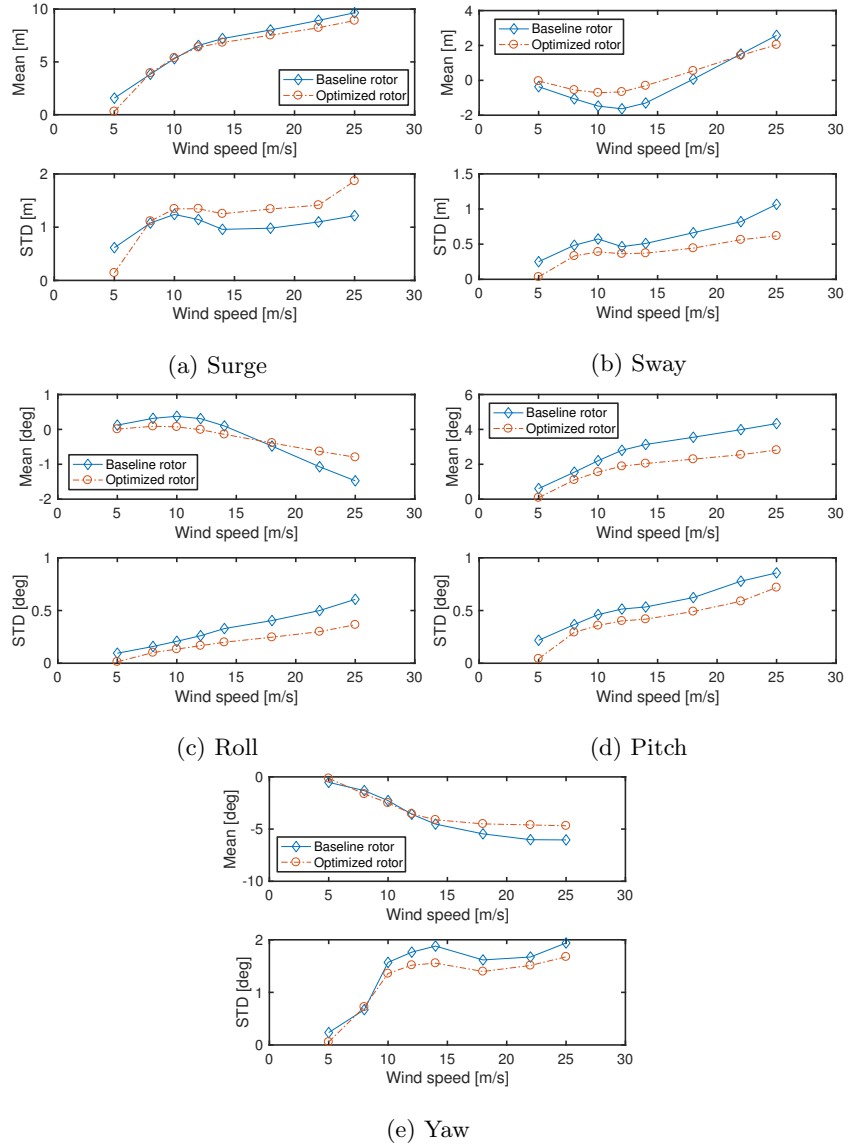 10
5
0
Mean [m]
Baseline rotor
Optimized rotor
0 5 10 15 20 25 30
Wind speed [m/s]
2
1
0
STD [m]
0 5 10 15 20 25 30
Wind speed [m/s]
(a) Surge
4
2
0
-2
Mean [m]
Baseline rotor
Optimized rotor
0 5 10 15 20 25 30
Wind speed [m/s]
1.5
1
0.5
0
STD [m]
0 5 10 15 20 25 30
Wind speed [m/s]
(b) Sway
1
0
-1
-2
Mean [deg]
Baseline rotor
Optimized rotor
0 5 10 15 20 25 30
Wind speed [m/s]
1
0.5
0
STD [deg]
0 5 10 15 20 25 30
Wind speed [m/s]
(c) Roll
6
4
2
0
Mean [deg]
Baseline rotor
Optimized rotor
0 5 10 15 20 25 30
Wind speed [m/s]
1
0.5
0
STD [deg]
0 5 10 15 20 25 30
Wind speed [m/s]
(d) Pitch
0
-5
-10
Mean [deg]
Baseline rotor
Optimized rotor
0 5 10 15 20 25 30
Wind speed [m/s]
2
1
0
STD [deg]
0 5 10 15 20 25 30
Wind speed [m/s]
(e) Yaw